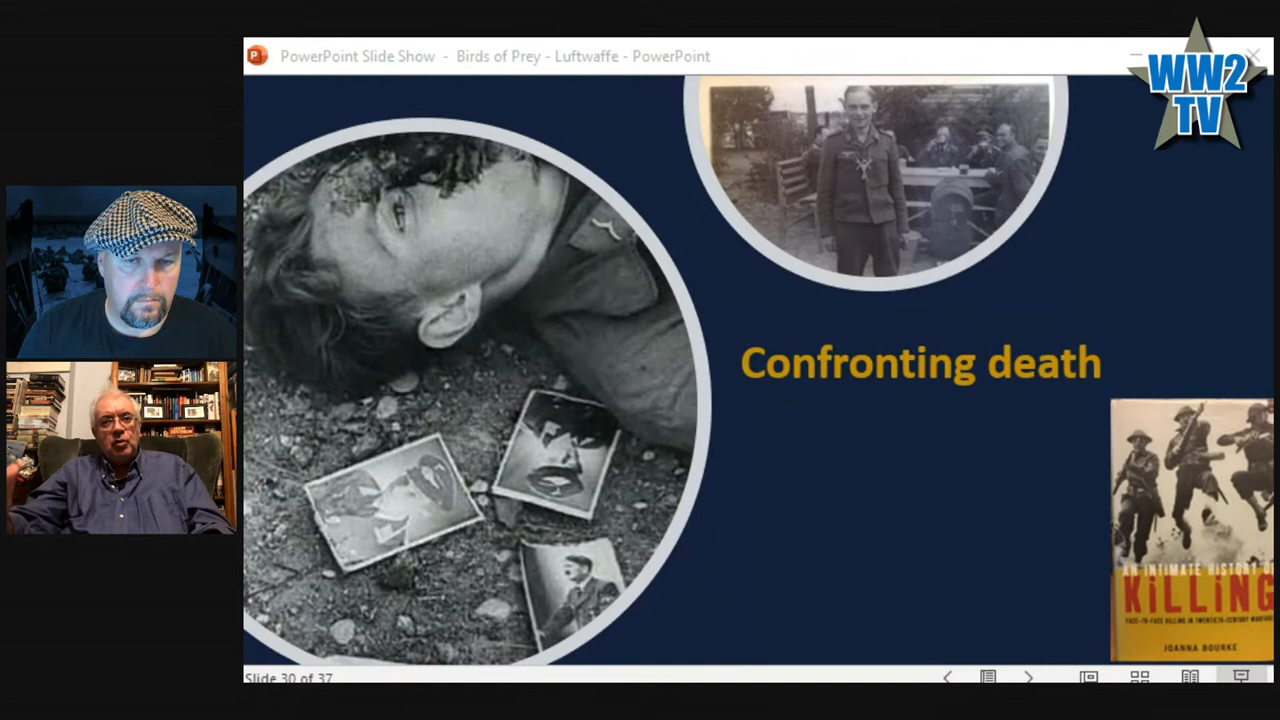 PowerPoint Slide Show - Birds of Prey - Luftwaffe - PowerPoint
WW2
TV
Confronting death
AN INTIMATE HISTORY OF
KILLING
FACE-TO-FACE KILLING IN TWENTIETH-CENTURY WARFARE
JOANNA BOURKE
Slide 30 of 37